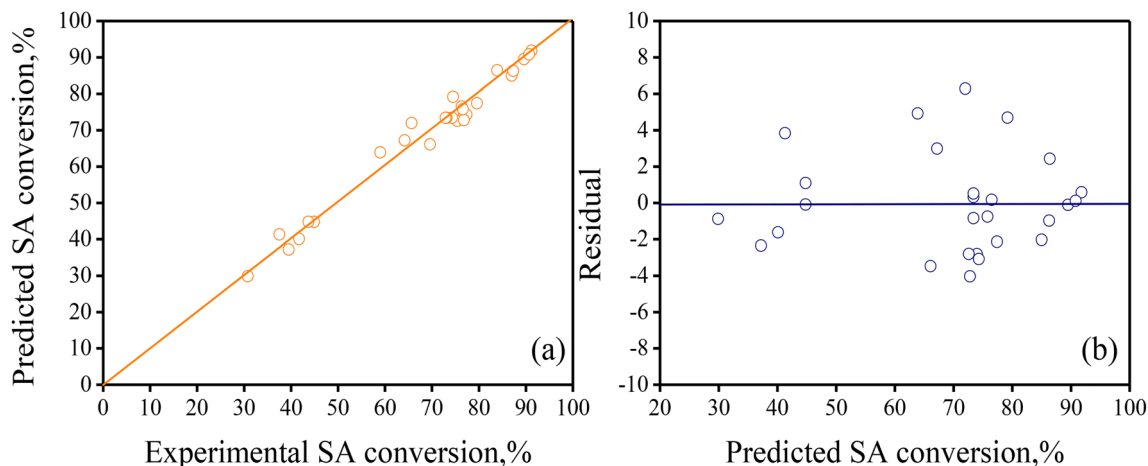 Predicted SA conversion,%
100
90
80
70
60
50
40
30
20
10
0
0 10 20 30 40 50 60 70 80 90 100
Experimental SA conversion,%
(a)
Residual
10
8
6
4
2
0
-2
-4
-6
-8
-10
20 30 40 50 60 70 80 90 100
Predicted SA conversion,%
(b)